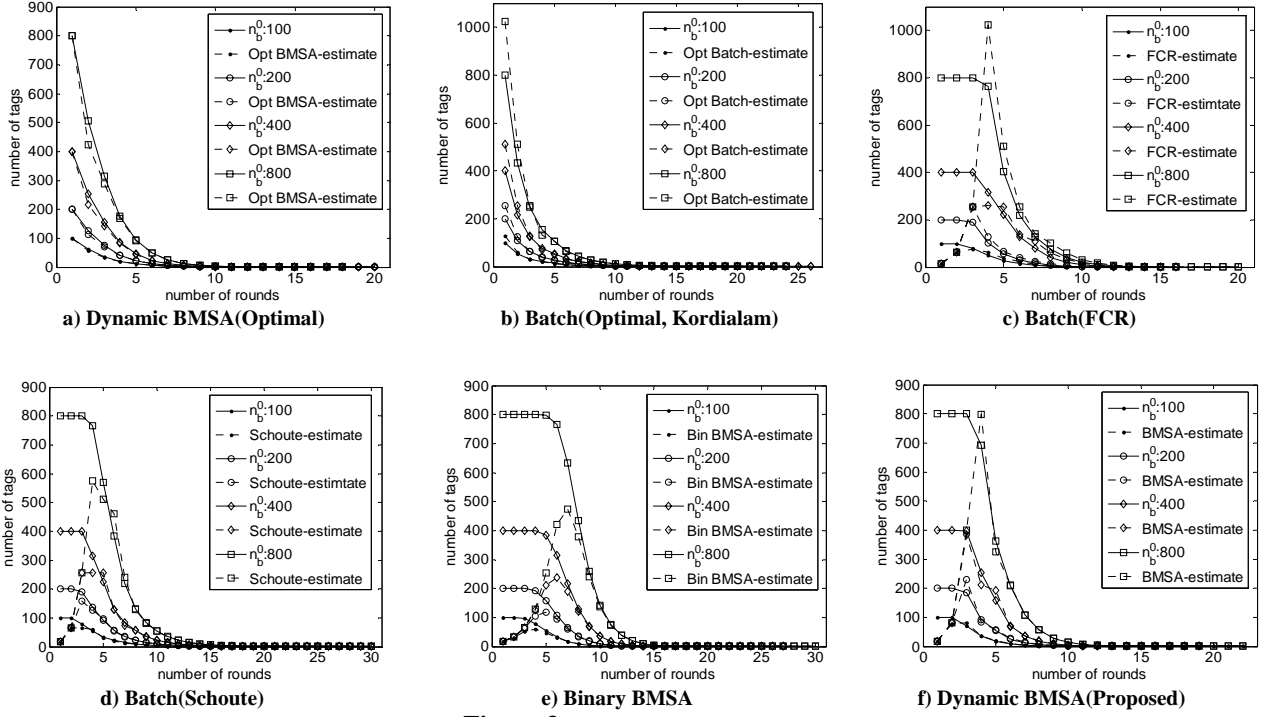 900
800
700
600
500
400
300
200
100
0
number of tags
n_b^0:100
Opt BMSA-estimate
n_b^0:200
Opt BMSA-estimate
n_b^0:400
Opt BMSA-estimate
n_b^0:800
Opt BMSA-estimate
0 5 10 15 20
number of rounds
a) Dynamic BMSA(Optimal)
1000
800
600
400
200
0
number of tags
n_b^0:100
Opt Batch-estimate
n_b^0:200
Opt Batch-estimate
n_b^0:400
Opt Batch-estimate
n_b^0:800
Opt Batch-estimate
0 5 10 15 20 25
number of rounds
b) Batch(Optimal, Kordialam)
1000
800
600
400
200
0
number of tags
n_b^0:100
FCR-estimate
n_b^0:200
FCR-estimtate
n_b^0:400
FCR-estimate
n_b^0:800
FCR-estimate
0 5 10 15 20
number of rounds
c) Batch(FCR)
900
800
700
600
500
400
300
200
100
0
number of tags
n_b^0:100
Schoute-estimate
n_b^0:200
Schoute-estimtate
n_b^0:400
Schoute-estimate
n_b^0:800
Schoute-estimate
0 5 10 15 20 25 30
number of rounds
d) Batch(Schoute)
900
800
700
600
500
400
300
200
100
0
number of tags
n_b^0:100
Bin BMSA-estimate
n_b^0:200
Bin BMSA-estimate
n_b^0:400
Bin BMSA-estimate
n_b^0:800
Bin BMSA-estimate
0 5 10 15 20 25 30
number of rounds
e) Binary BMSA
900
800
700
600
500
400
300
200
100
0
number of tags
n_b^0:100
BMSA-estimate
n_b^0:200
BMSA-estimate
n_b^0:400
BMSA-estimate
n_b^0:800
BMSA-estimate
0 5 10 15 20
number of rounds
f) Dynamic BMSA(Proposed)
Figure